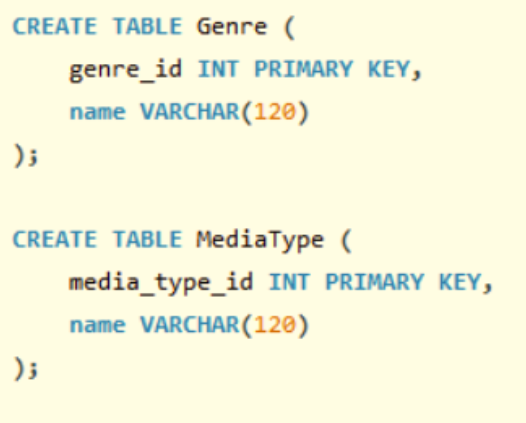 CREATE TABLE Genre (
    genre_id INT PRIMARY KEY,
    name VARCHAR(120)
);

CREATE TABLE MediaType (
    media_type_id INT PRIMARY KEY,
    name VARCHAR(120)
);